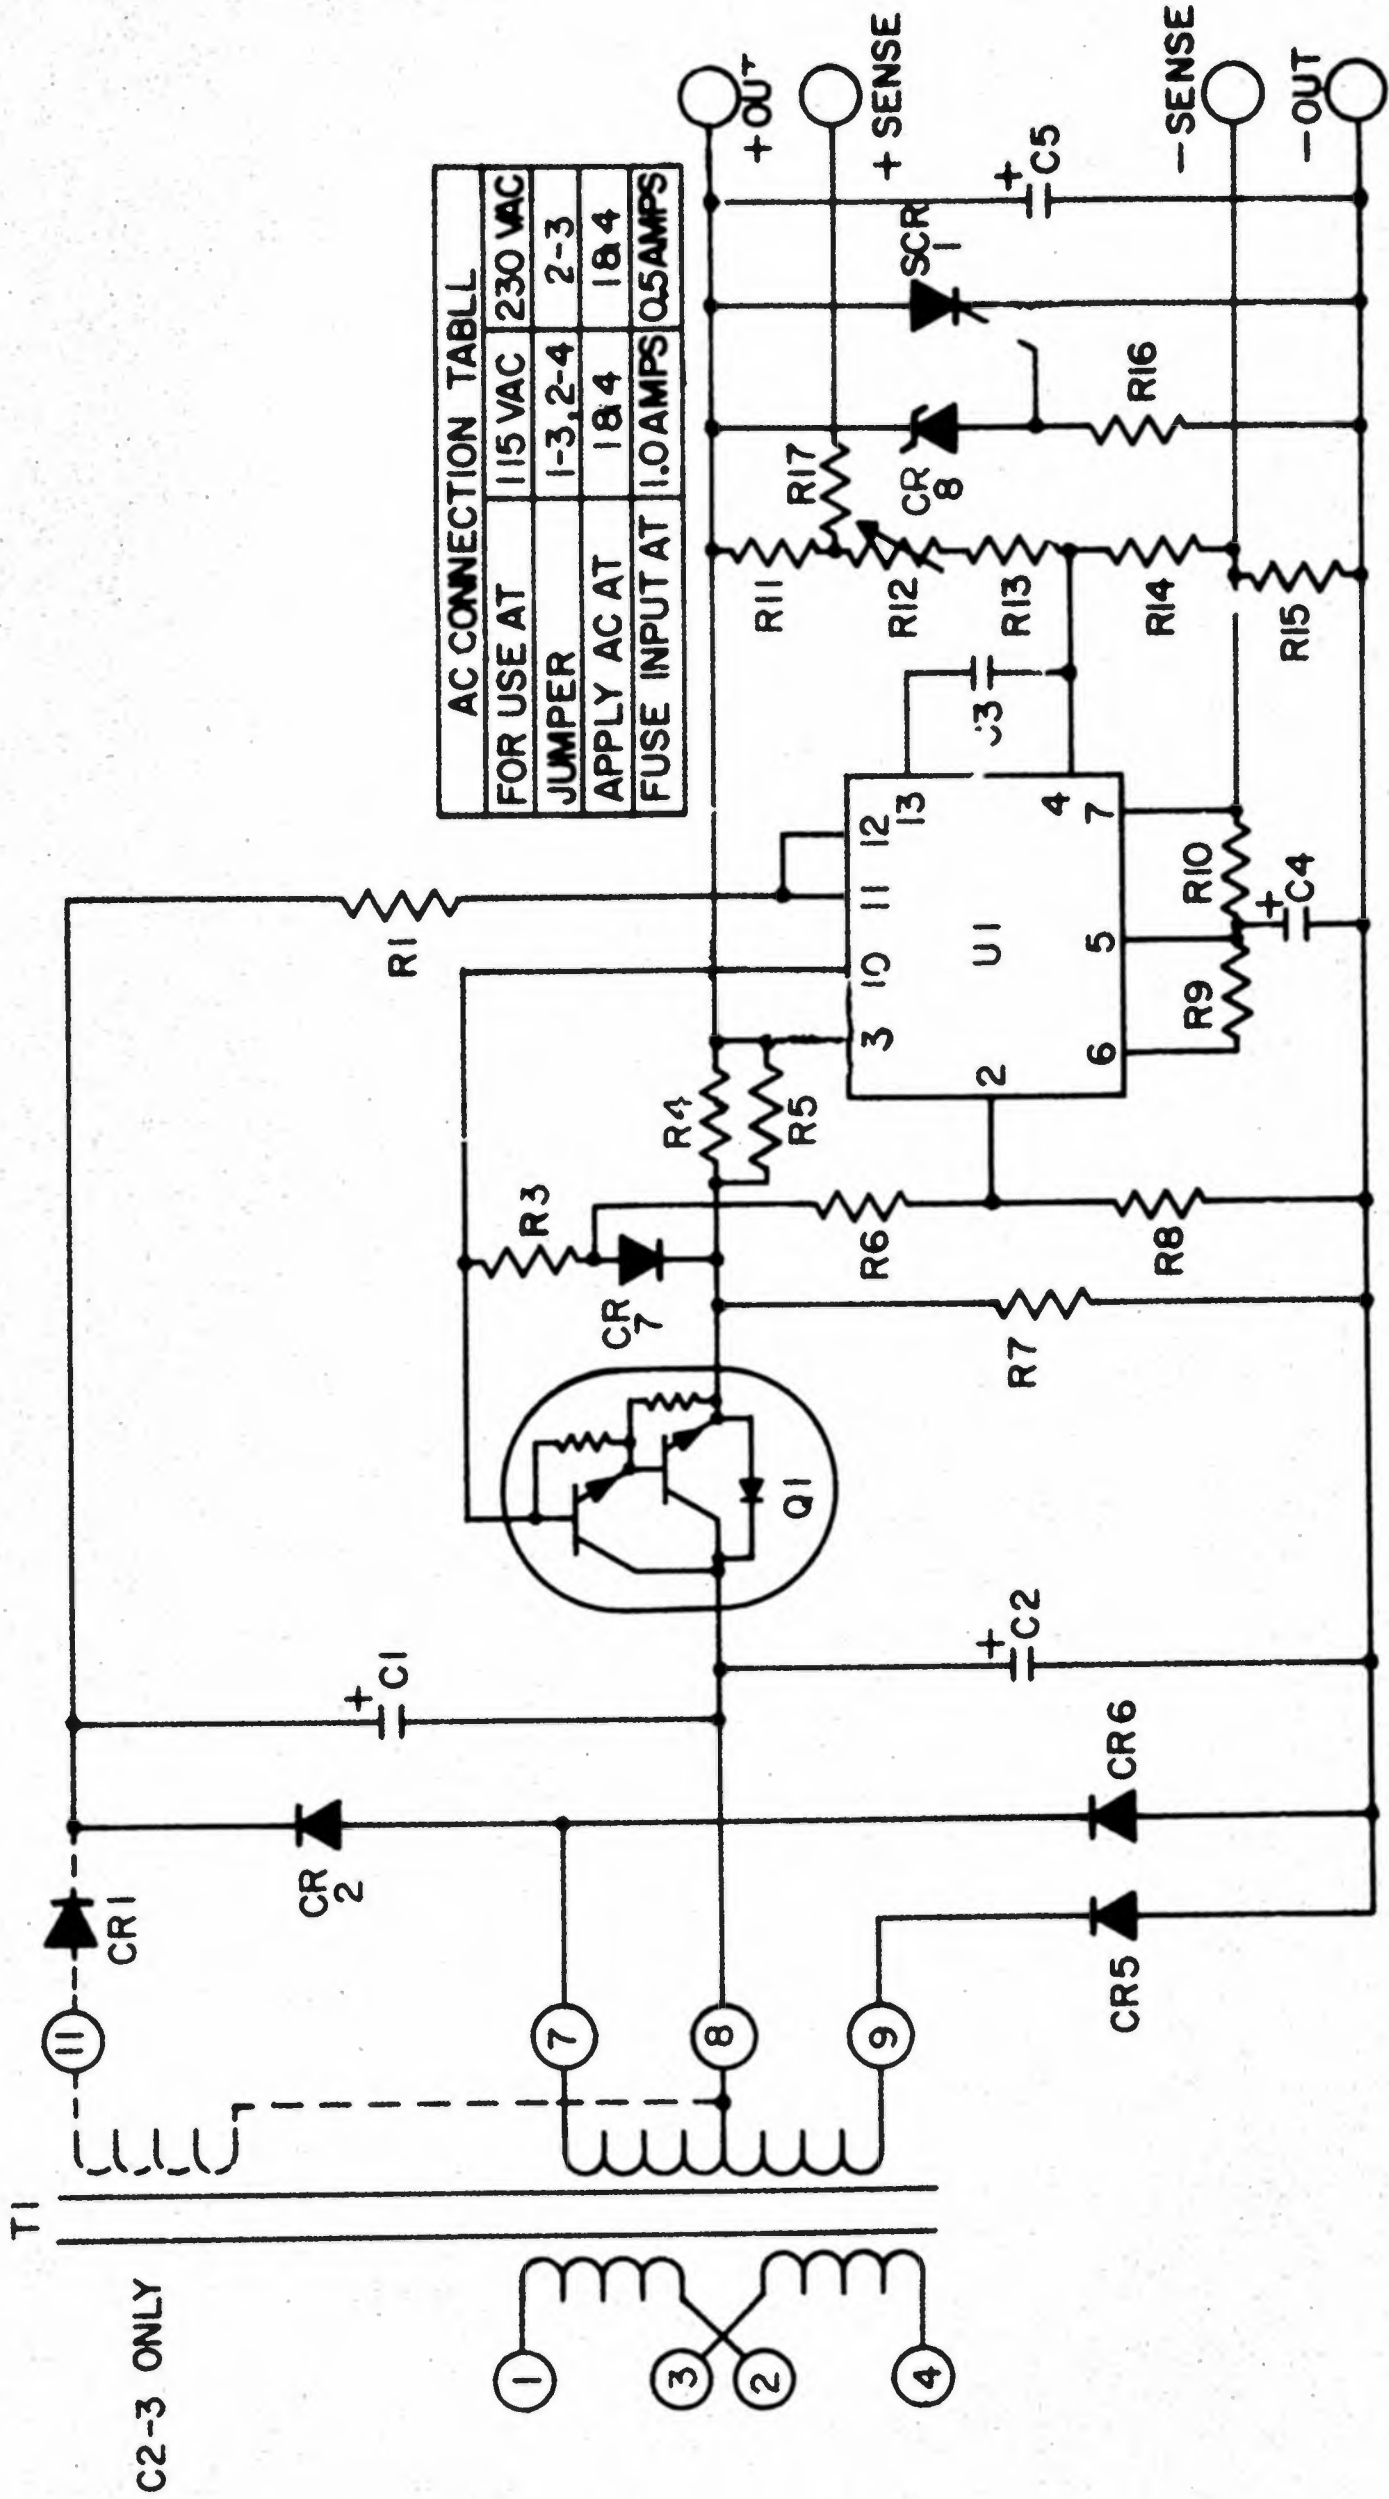 C2-3 ONLY
T1
1
3
2
4
11
7
8
9
CR1
CR
2
CR5
CR6
+
C1
+
C2
Q1
CR
7
R3
R7
R6
R8
R4
R5
R1
3
10
11
12
13
2
U1
4
6
5
7
R9
R10
+
C4
AC CONNECTION TABLL
FOR USE AT 115 VAC 230 VAC
JUMPER 1-3, 2-4 2-3
APPLY AC AT 1&4 1&4
FUSE INPUT AT 1.0 AMPS 0.5 AMPS
C3
R11
R12
R13
R14
R15
R17
CR
8
R16
SCR
1
+
C5
+OUT
+ SENSE
-SENSE
-OUT